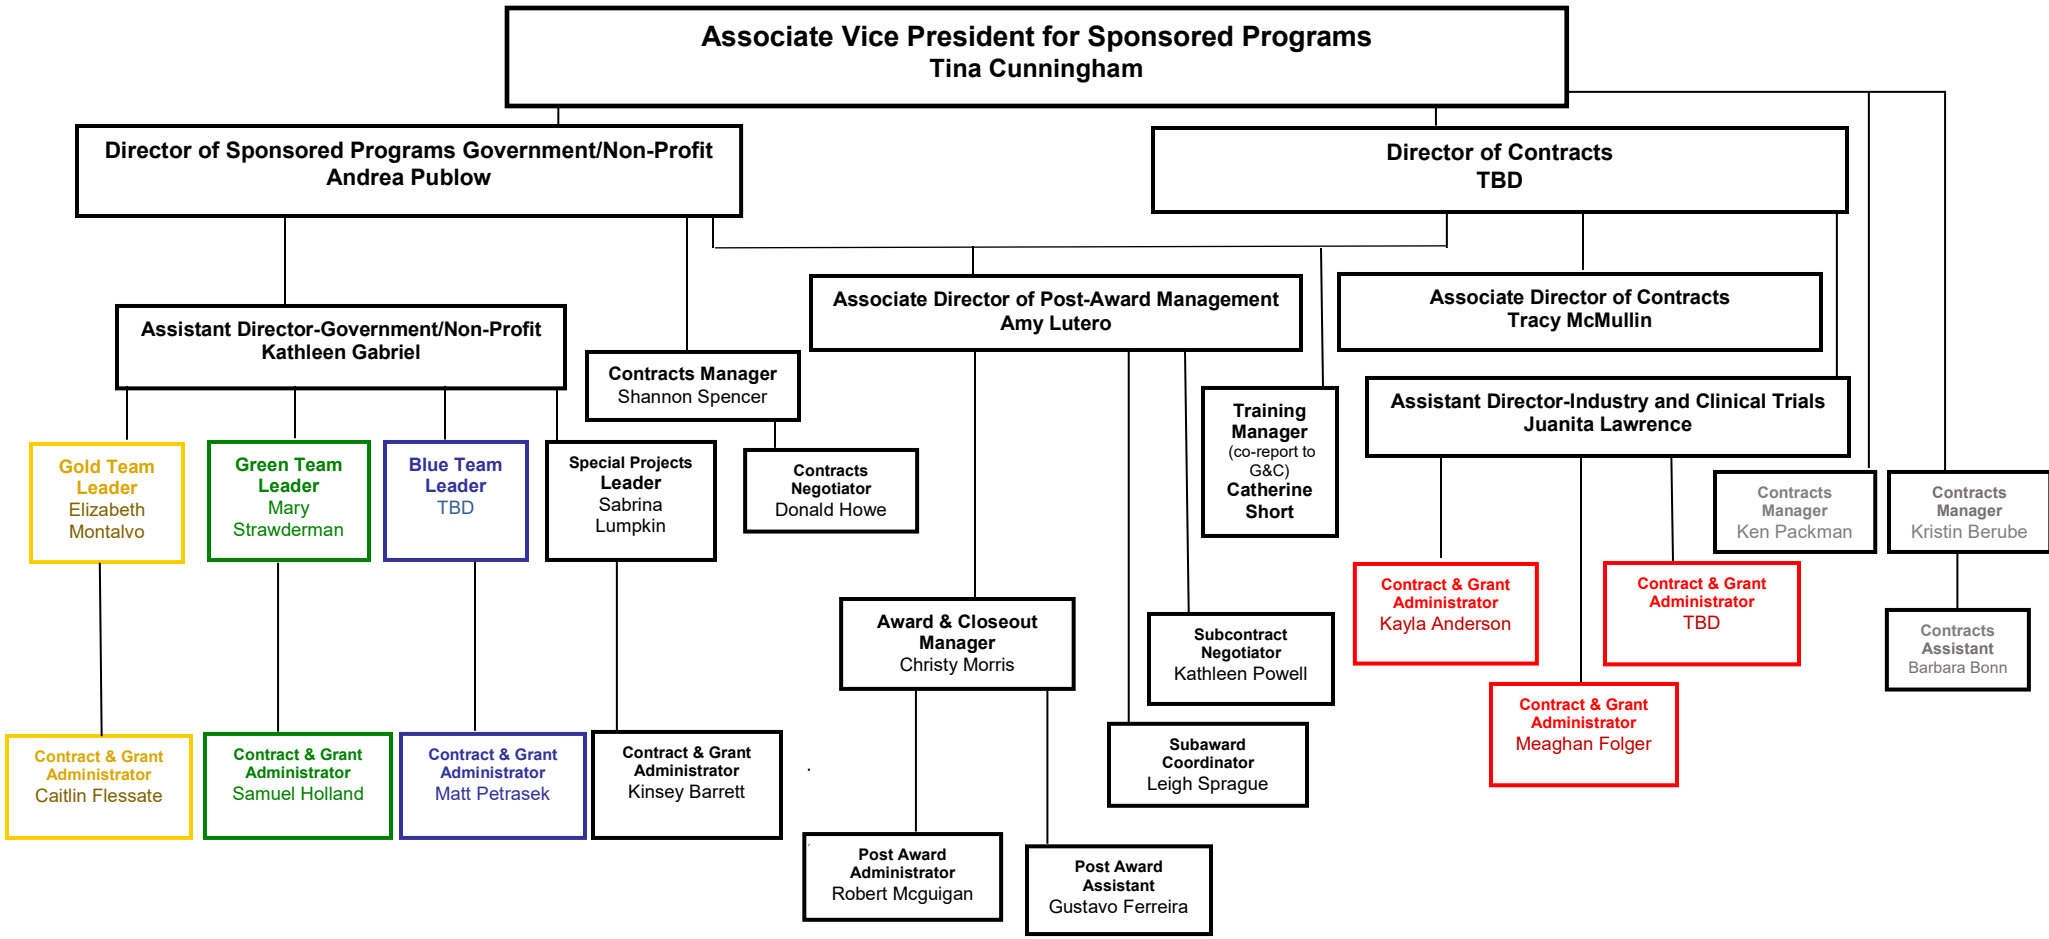 Associate Vice President for Sponsored Programs
Tina Cunningham
Director of Sponsored Programs Government/Non-Profit
Andrea Publow
Director of Contracts
TBD
Assistant Director-Government/Non-Profit
Kathleen Gabriel
Contracts Manager
Shannon Spencer
Associate Director of Post-Award Management
Amy Lutero
Associate Director of Contracts
Tracy McMullin
Training
Manager
(co-report to
G&C)
Catherine
Short
Assistant Director-Industry and Clinical Trials
Juanita Lawrence
Gold Team
Leader
Elizabeth
Montalvo
Green Team
Leader
Mary
Strawderman
Blue Team
Leader
TBD
Special Projects
Leader
Sabrina
Lumpkin
Contracts
Negotiator
Donald Howe
Contracts
Manager
Ken Packman
Contracts
Manager
Kristin Berube
Contract & Grant
Administrator
Kayla Anderson
Contract & Grant
Administrator
TBD
Award & Closeout
Manager
Christy Morris
Subcontract
Negotiator
Kathleen Powell
Contracts
Assistant
Barbara Bonn
Contract & Grant
Administrator
Meaghan Folger
Contract & Grant
Administrator
Caitlin Flessate
Contract & Grant
Administrator
Samuel Holland
Contract & Grant
Administrator
Matt Petrasek
Contract & Grant
Administrator
Kinsey Barrett
Subaward
Coordinator
Leigh Sprague
Post Award
Administrator
Robert Mcguigan
Post Award
Assistant
Gustavo Ferreira